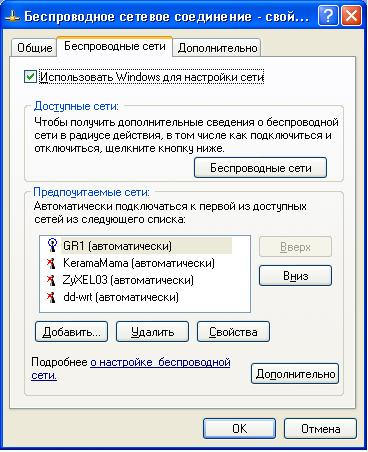 Беспроводное сетевое соединение - свой...
Общие
Беспроводные сети
Дополнительно
Использовать Windows для настройки сети
Доступные сети:
Чтобы получить дополнительные сведения о беспроводной
сети в радиусе действия, в том числе как подключиться и
отключиться, щелкните кнопку ниже.
Беспроводные сети
Предпочитаемые сети:
Автоматически подключаться к первой из доступных
сетей из следующего списка:
GR1 (автоматически)
KeramaMama (автоматически)
ZyXEL03 (автоматически)
dd-wrt (автоматически)
Вверх
Вниз
Добавить...
Удалить
Свойства
Подробнее о настройке беспроводной
сети.
Дополнительно
OK
Отмена